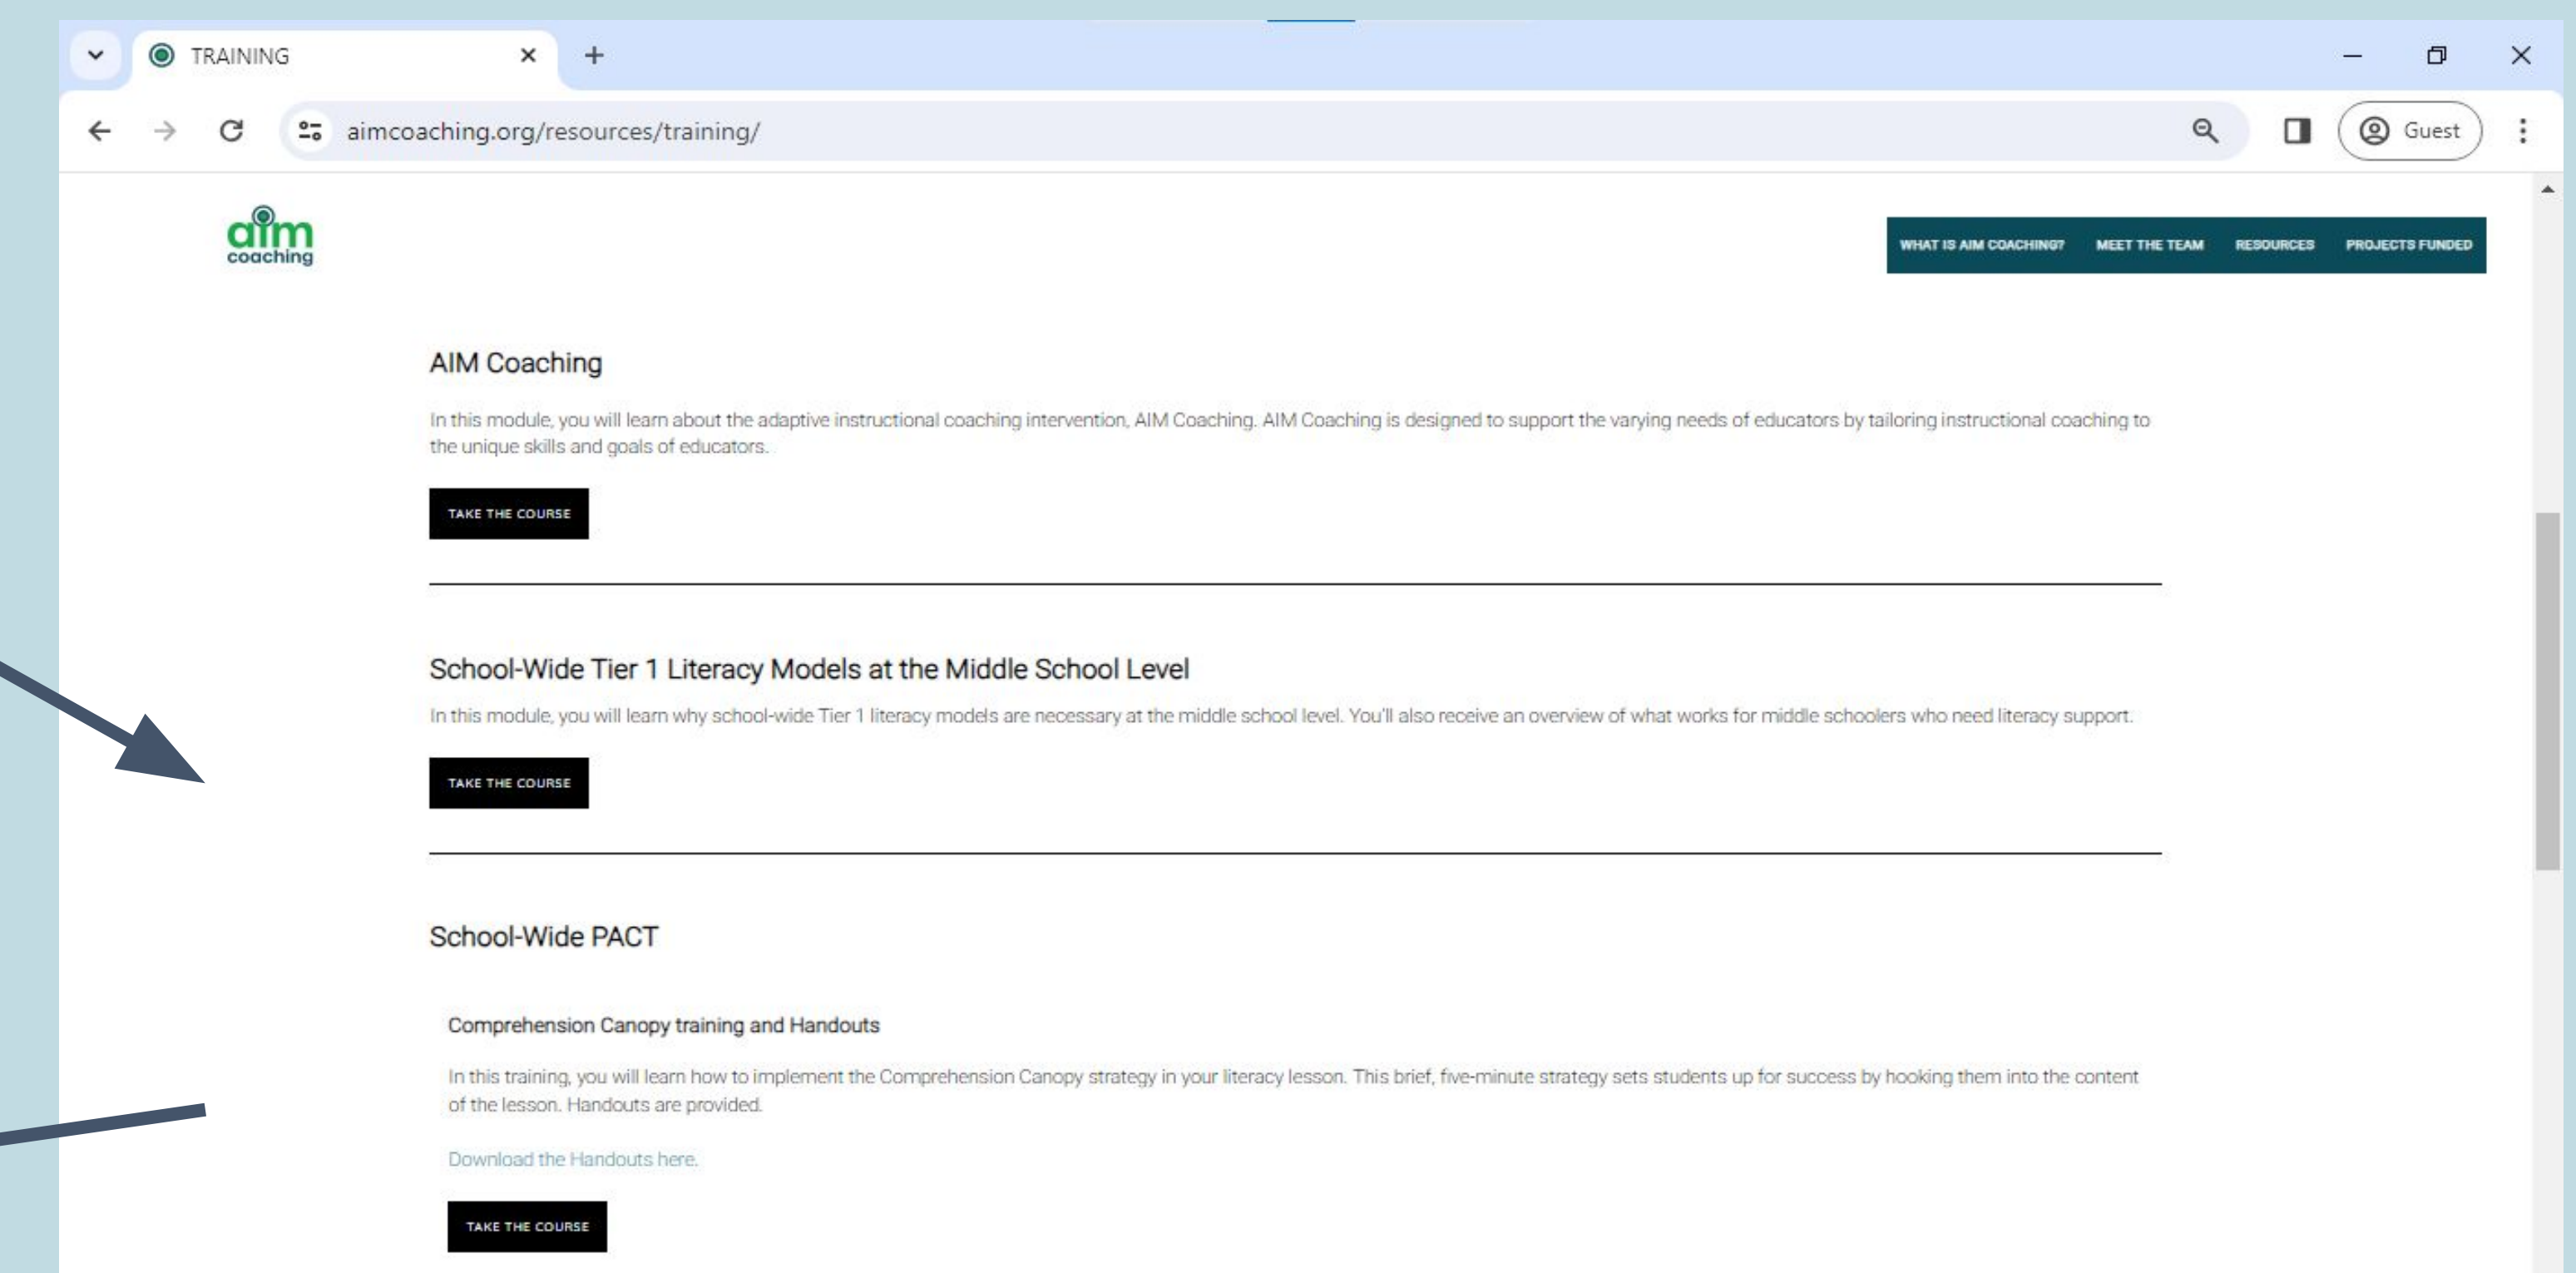 TRAINING
aimcoaching.org/resources/training/
Guest
aim
coaching
WHAT IS AIM COACHING? MEET THE TEAM RESOURCES PROJECTS FUNDED
AIM Coaching
In this module, you will learn about the adaptive instructional coaching intervention, AIM Coaching. AIM Coaching is designed to support the varying needs of educators by tailoring instructional coaching to
the unique skills and goals of educators.
TAKE THE COURSE
School-Wide Tier 1 Literacy Models at the Middle School Level
In this module, you will learn why school-wide Tier 1 literacy models are necessary at the middle school level. You'll also receive an overview of what works for middle schoolers who need literacy support.
TAKE THE COURSE
School-Wide PACT
Comprehension Canopy training and Handouts
In this training, you will learn how to implement the Comprehension Canopy strategy in your literacy lesson. This brief, five-minute strategy sets students up for success by hooking them into the content
of the lesson. Handouts are provided.
Download the Handouts here.
TAKE THE COURSE